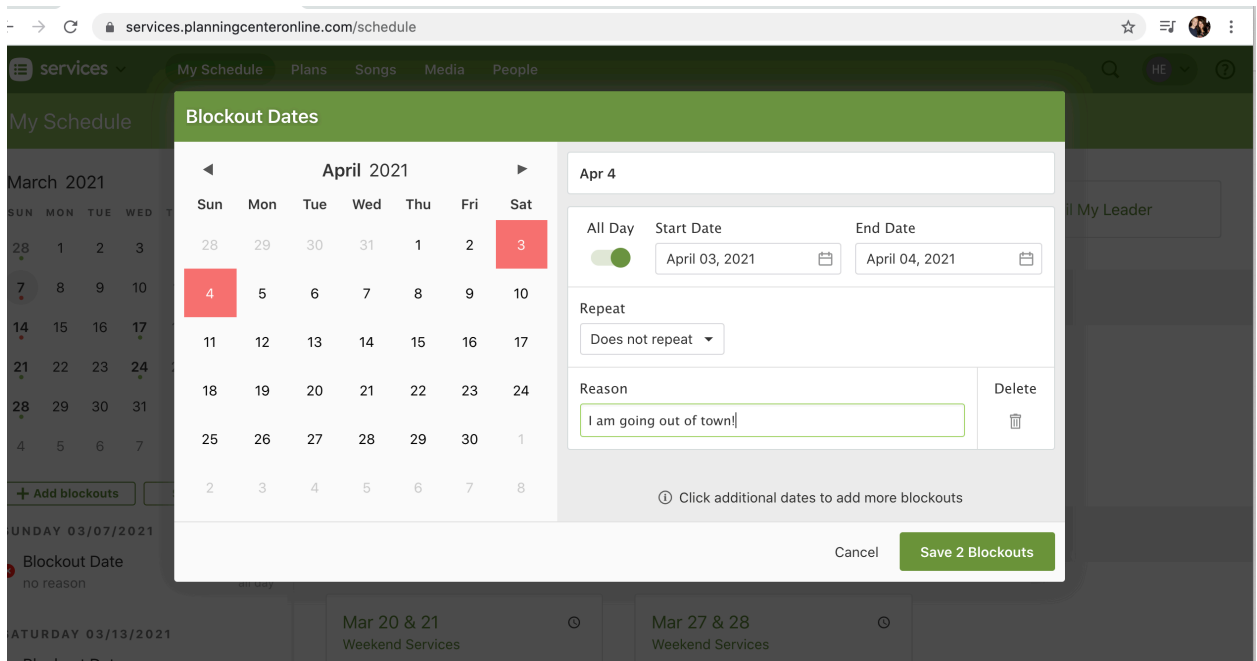 services.planningcenteronline.com/schedule
services My Schedule Plans Songs Media People HE ?
My Schedule
Blockout Dates
March 2021
SUN MON TUE WED
28 1 2 3
7 8 9 10
14 15 16 17
21 22 23 24
28 29 30 31
4 5 6 7
+ Add blockouts
SUNDAY 03/07/2021
Blockout Date
no reason
all day
SATURDAY 03/13/2021
April 2021
Sun Mon Tue Wed Thu Fri Sat
28 29 30 31 1 2 3
4 5 6 7 8 9 10
11 12 13 14 15 16 17
18 19 20 21 22 23 24
25 26 27 28 29 30 1
2 3 4 5 6 7 8
Apr 4
All Day Start Date End Date
April 03, 2021 April 04, 2021
Repeat
Does not repeat
Reason Delete
I am going out of town!
Click additional dates to add more blockouts
Cancel Save 2 Blockouts
My Leader
Mar 20 & 21
Weekend Services
Mar 27 & 28
Weekend Services